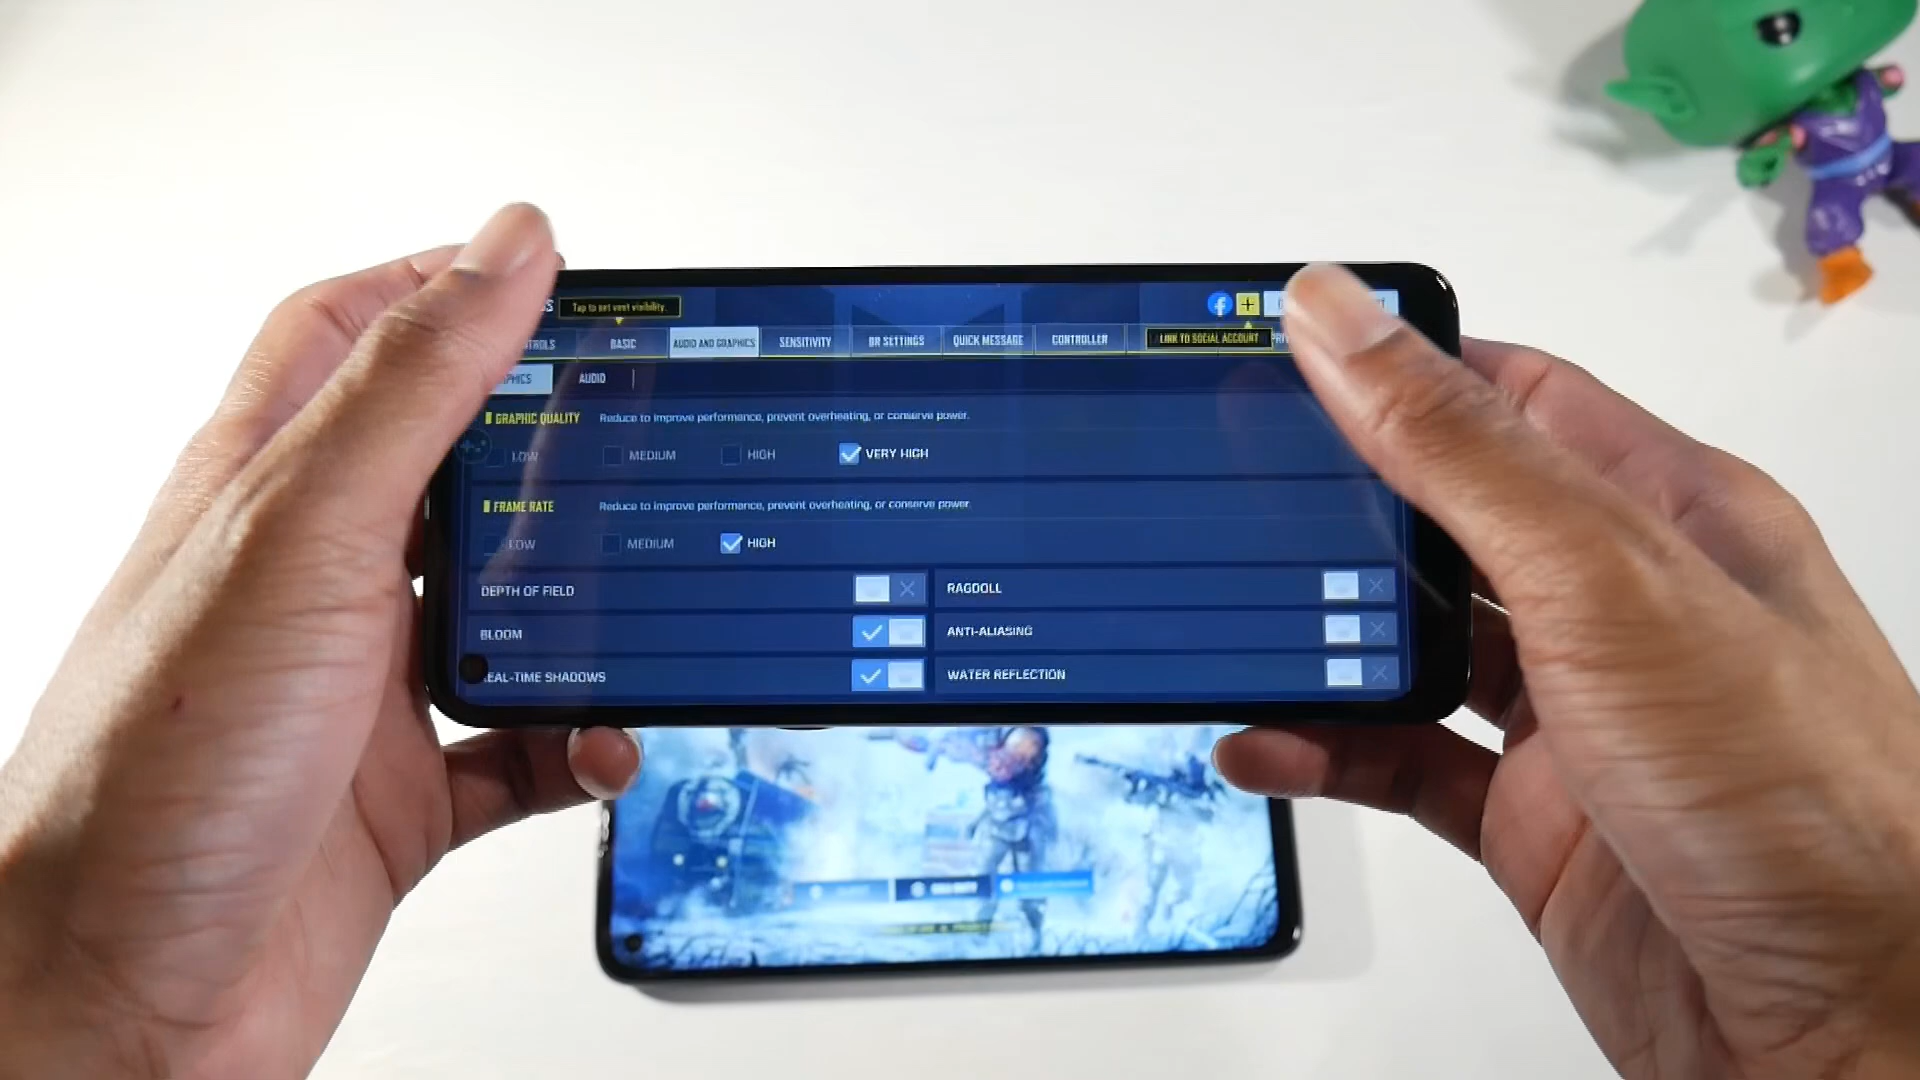 Tap to set vest visibility.
BASIC
AUDIO AND GRAPHICS
SENSITIVITY
BR SETTINGS
QUICK MESSAGE
CONTROLLER
LINK TO SOCIAL ACCOUNT
AUDIO
GRAPHIC QUALITY Reduce to improve performance, prevent overheating, or conserve power.
LOW MEDIUM HIGH VERY HIGH
FRAME RATE Reduce to improve performance, prevent overheating, or conserve power.
LOW MEDIUM HIGH
DEPTH OF FIELD
RAGDOLL
BLOOM
ANTI-ALIASING
EAL-TIME SHADOWS
WATER REFLECTION